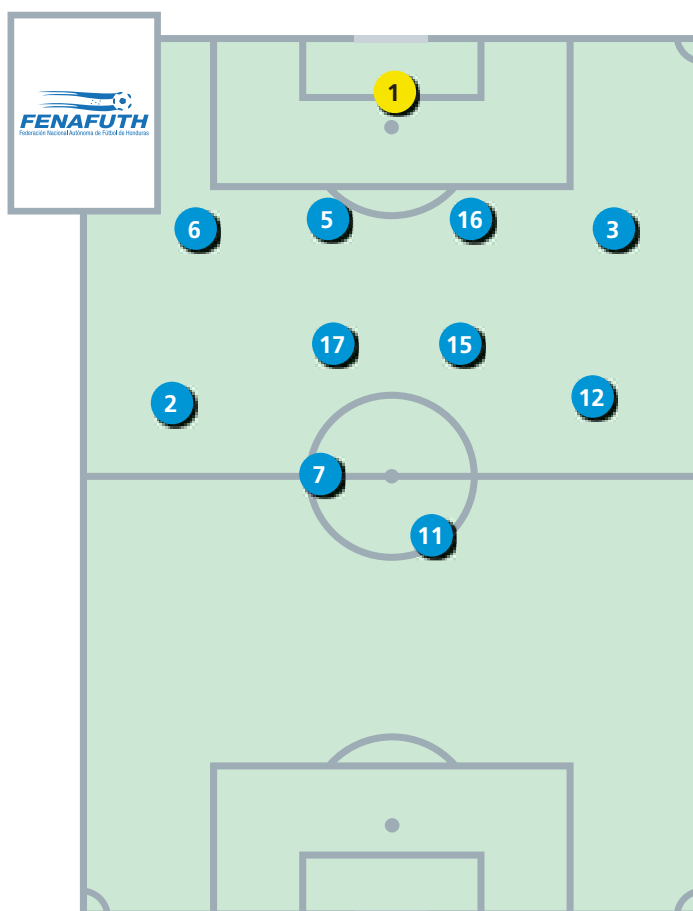 FENAFUTH
Federación Nacional Autónoma de Fútbol de Honduras
1
6 5 16 3
17 15
2 12
7
11